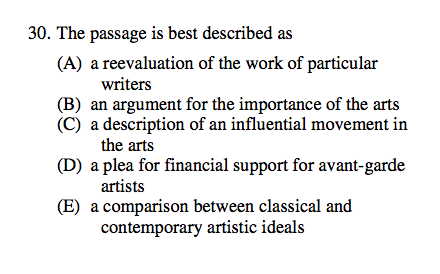 30. The passage is best described as
(A) a reevaluation of the work of particular
writers
(B) an argument for the importance of the arts
(C) a description of an influential movement in
the arts
(D) a plea for financial support for avant-garde
artists
(E) a comparison between classical and
contemporary artistic ideals